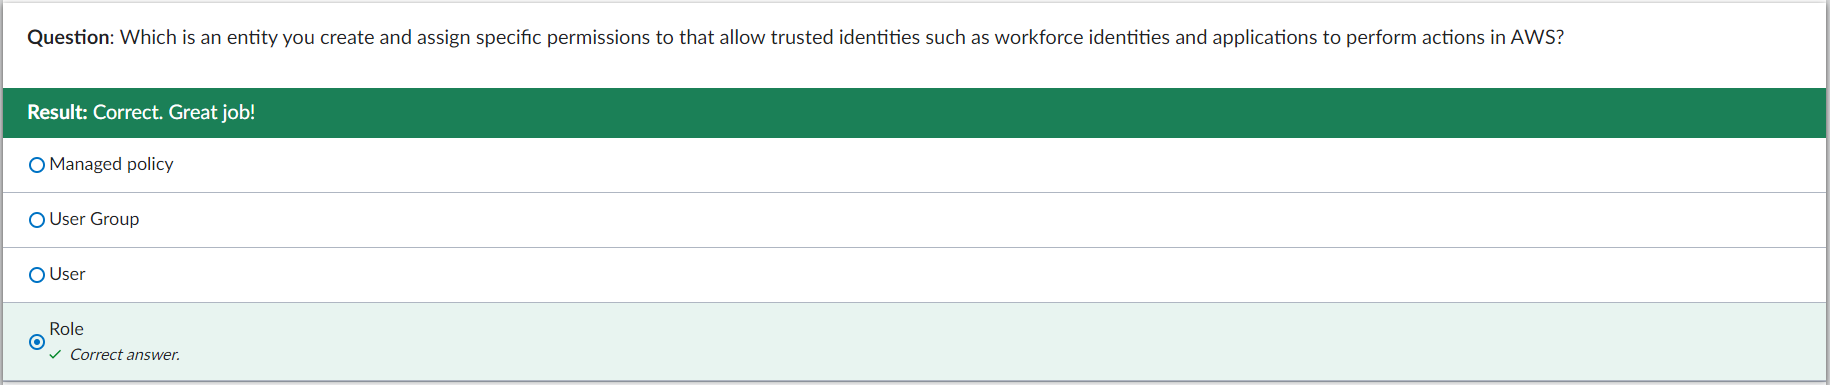 Question: Which is an entity you create and assign specific permissions to that allow trusted identities such as workforce identities and applications to perform actions in AWS?
Result: Correct. Great job!
Managed policy
User Group
User
Role
Correct answer.